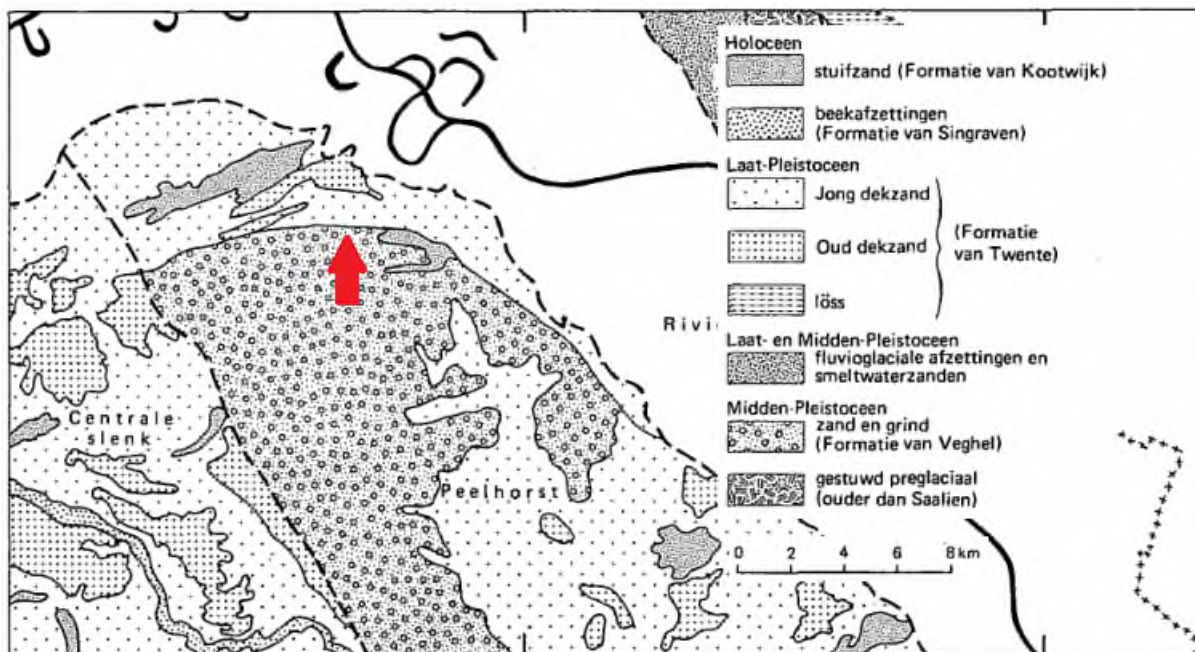 Holoceen
stuifzand (Formatie van Kootwijk)
beekafzettingen
(Formatie van Singraven)
Laat-Pleistoceen
Jong dekzand
Oud dekzand
(Formatie
van Twente)
löss
Laat- en Midden-Pleistoceen
fluvioglaciale afzettingen en
smeltwaterzanden
Midden-Pleistoceen
zand en grind
(Formatie van Veghel)
gestuwd preglaciaal
(ouder dan Saalien)
0 2 4 6 8 km
Rivi
Centrale
slenk
Peelhorst